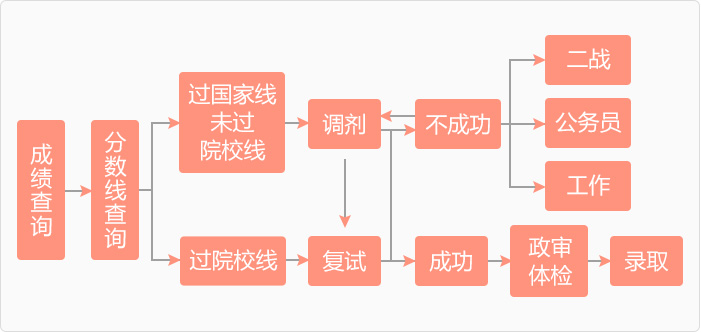 成绩查询
分数线查询
过国家线
未过
院校线
调剂
不成功
二战
公务员
工作
过院校线
复试
成功
政审
体检
录取